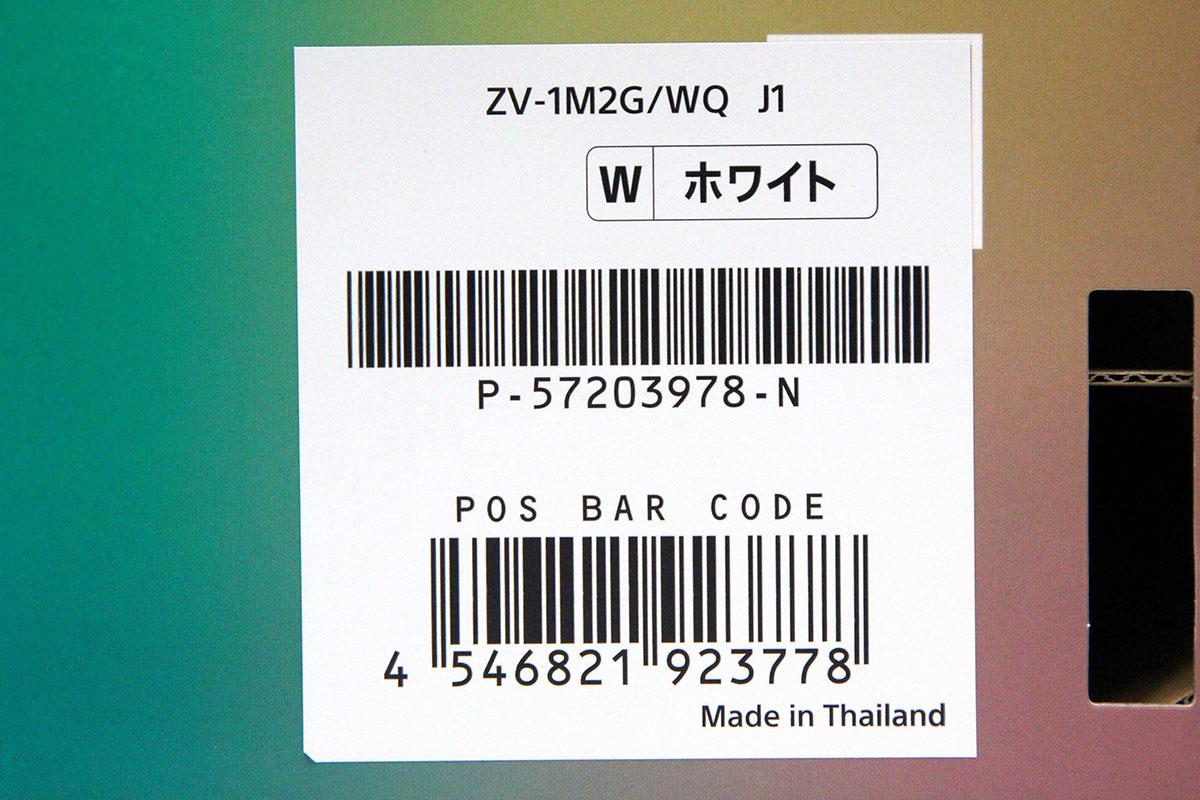 ZV-1M2G/WQ J1
W ホワイト
P-57203978-N
POS BAR CODE
4 546821 923778
Made in Thailand